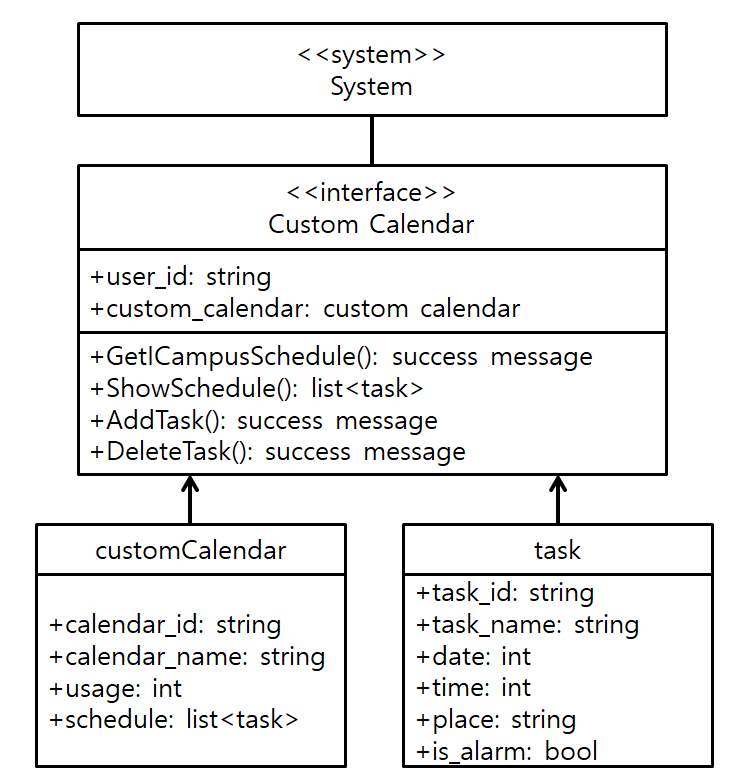 <<system>>
System
<<interface>>
Custom Calendar
+user_id: string
+custom_calendar: custom calendar
+GetICampusSchedule(): success message
+ShowSchedule(): list<task>
+AddTask(): success message
+DeleteTask(): success message
customCalendar
+calendar_id: string
+calendar_name: string
+usage: int
+schedule: list<task>
task
+task_id: string
+task_name: string
+date: int
+time: int
+place: string
+is_alarm: bool